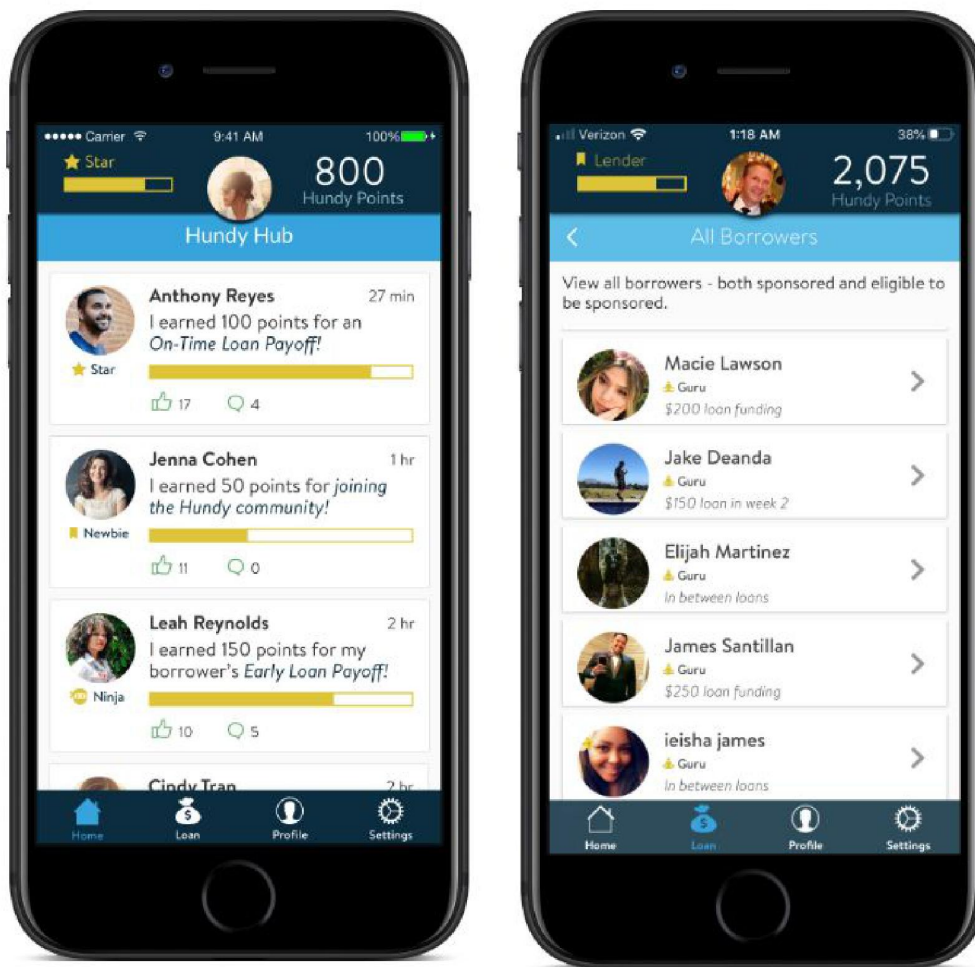 Carrier
9:41 AM
100%
Star
800
Hundy Points
Hundy Hub
Anthony Reyes
27 min
I earned 100 points for an
On-Time Loan Payoff!
Star
17
4
Jenna Cohen
1 hr
I earned 50 points for joining
the Hundy community!
Newbie
11
0
Leah Reynolds
2 hr
I earned 150 points for my
borrower's Early Loan Payoff!
Ninja
10
5
Cindy Tran
2 hr
Home
Loan
Profile
Settings
Verizon
1:18 AM
38%
Lender
2,075
Hundy Points
All Borrowers
View all borrowers - both sponsored and eligible to
be sponsored.
Macie Lawson
Guru
$200 loan funding
Jake Deanda
Guru
$150 loan in week 2
Elijah Martinez
Guru
In between loans
James Santillan
Guru
$250 loan funding
ieisha james
Guru
In between loans
Home
Loan
Profile
Settings